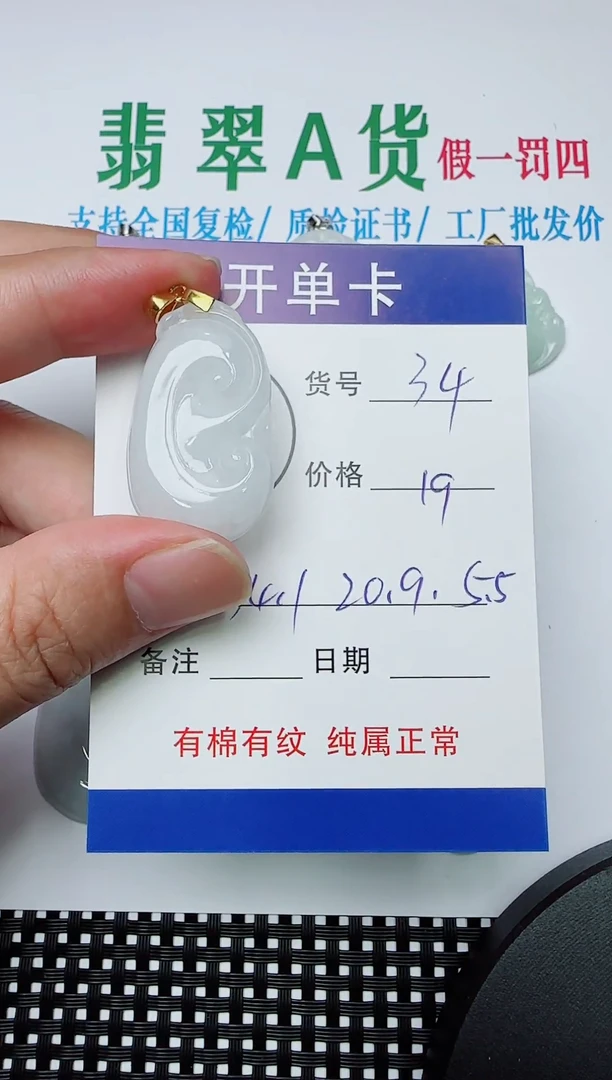 翡翠A货 假一罚四
支持全国复检/ 质检证书/ 工厂批发价
开单卡
货号 34
价格 19
4.1 20.9. 5.5
备注 日期
有棉有纹 纯属正常